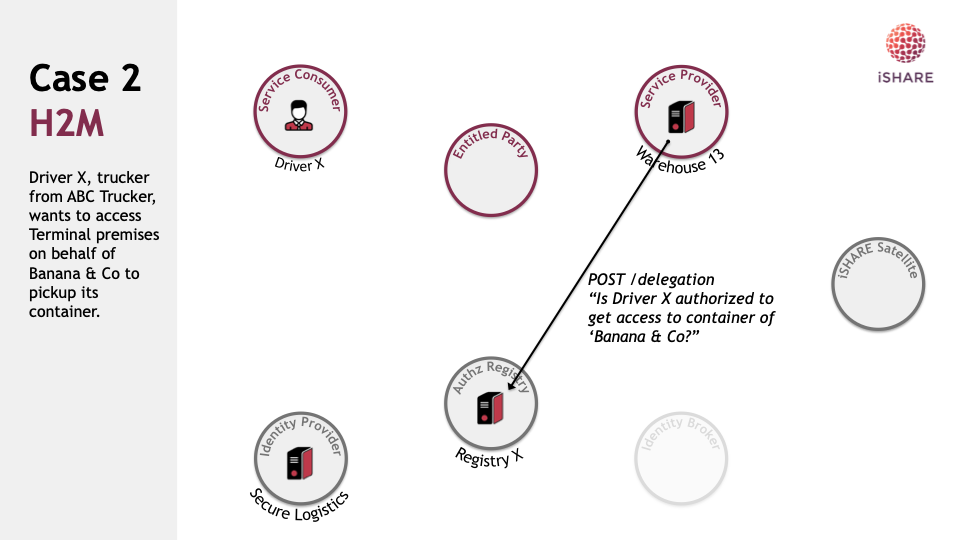 Case 2
H2M
Driver X, trucker
from ABC Trucker,
wants to access
Terminal premises
on behalf of
Banana & Co to
pickup its
container.
Service Consumer
Driver X
Entitled Party
Service Provider
Warehouse 13
iSHARE
iSHARE Satellite
POST /delegation
“Is Driver X authorized to
get access to container of
‘Banana & Co?”
Authz Registry
Registry X
Identity Provider
Secure Logistics
Identity Broker